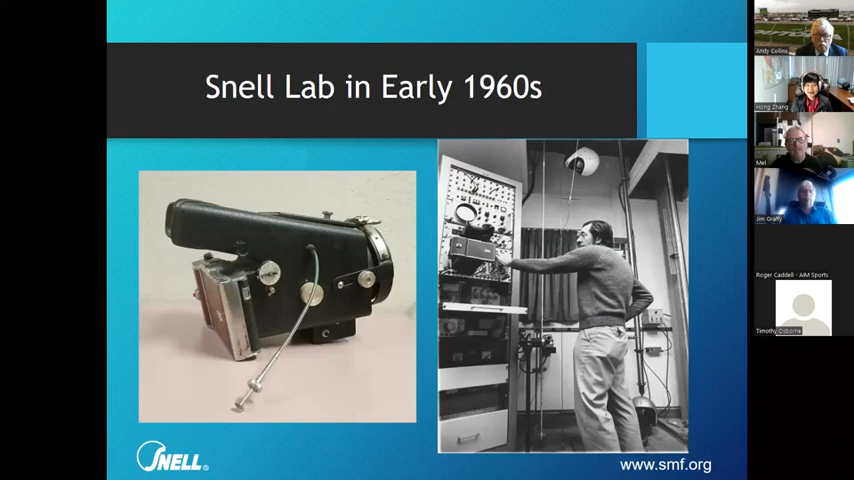 Snell Lab in Early 1960s
SNELL®
www.smf.org
Andy Collins
Hong Zhang
Mel
Jim Graffy
Roger Caddell - AiM Sports
Timothy Osborne